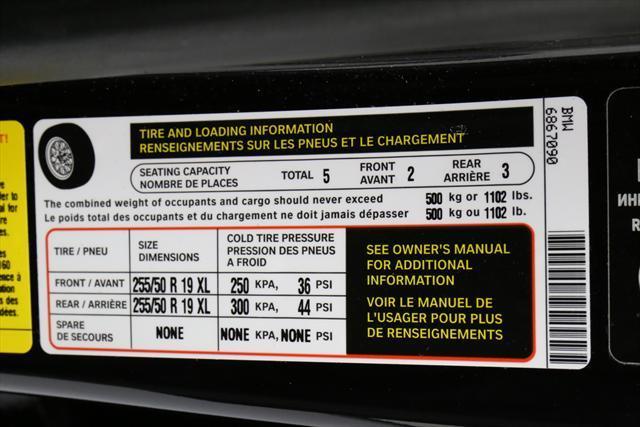 TIRE AND LOADING INFORMATION
RENSEIGNEMENTS SUR LES PNEUS ET LE CHARGEMENT
SEATING CAPACITY
NOMBRE DE PLACES
TOTAL 5
FRONT
AVANT 2
REAR
ARRIÈRE 3
The combined weight of occupants and cargo should never exceed 500 kg or 1102 lbs.
Le poids total des occupants et du chargement ne doit jamais dépasser 500 kg ou 1102 lb.
TIRE / PNEU
SIZE
DIMENSIONS
COLD TIRE PRESSURE
PRESSION DES PNEUS
A FROID
FRONT / AVANT 255/50 R 19 XL 250 KPA, 36 PSI
REAR / ARRIÈRE 255/50 R 19 XL 300 KPA, 44 PSI
SPARE
DE SECOURS NONE NONE KPA, NONE PSI
SEE OWNER'S MANUAL
FOR ADDITIONAL
INFORMATION
VOIR LE MANUEL DE
L'USAGER POUR PLUS
DE RENSEIGNEMENTS
BMW
6867090